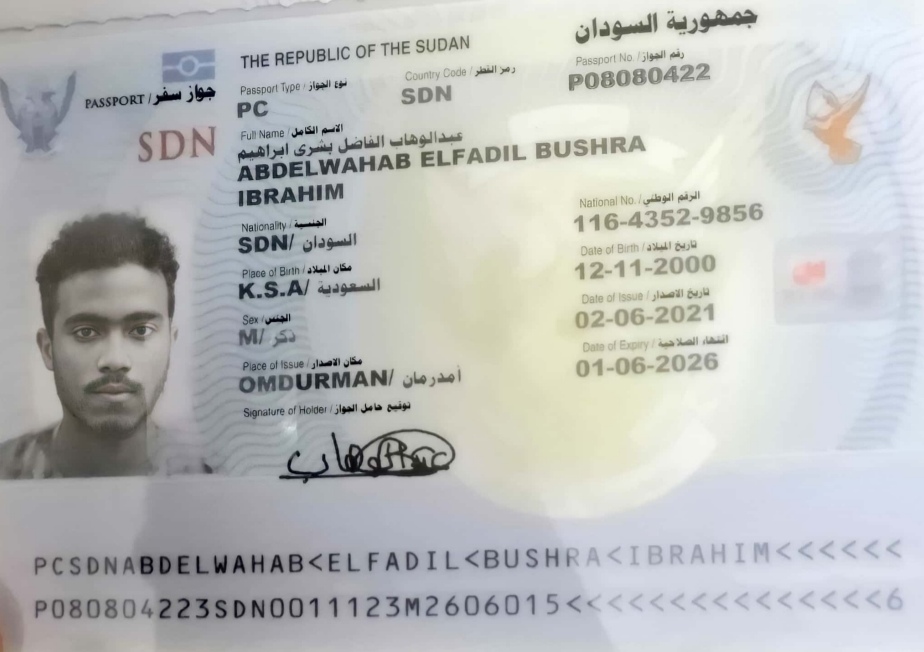 جمهورية السودان
THE REPUBLIC OF THE SUDAN
PASSPORT / جواز سفر
Passport Type / نوع الجواز
PC
Country Code / رمز القطر
SDN
Passport No. / رقم الجواز
P08080422
SDN
Full Name / الاسم الكامل
عبدالوهاب الفاضل بشرى ابراهيم
ABDELWAHAB ELFADIL BUSHRA
IBRAHIM
Nationality / الجنسية
SDN/ السودان
National No. / الرقم الوطني
116-4352-9856
Place of Birth / مكان الميلاد
K.S.A/ السعودية
Date of Birth / تاريخ الميلاد
12-11-2000
Sex / الجنس
M/ ذكر
Date of Issue / تاريخ الاصدار
02-06-2021
Place of Issue / مكان الاصدار
OMDURMAN/ أمدرمان
Date of Expiry / انتهاء الصلاحية
01-06-2026
Signature of Holder / توقيع حامل الجواز
PCSDNABDELWAHAB<ELFADIL<BUSHRA<IBRAHIM<<<<<<
P080804223SDN0011123M2606015<<<<<<<<<<<<<<<6